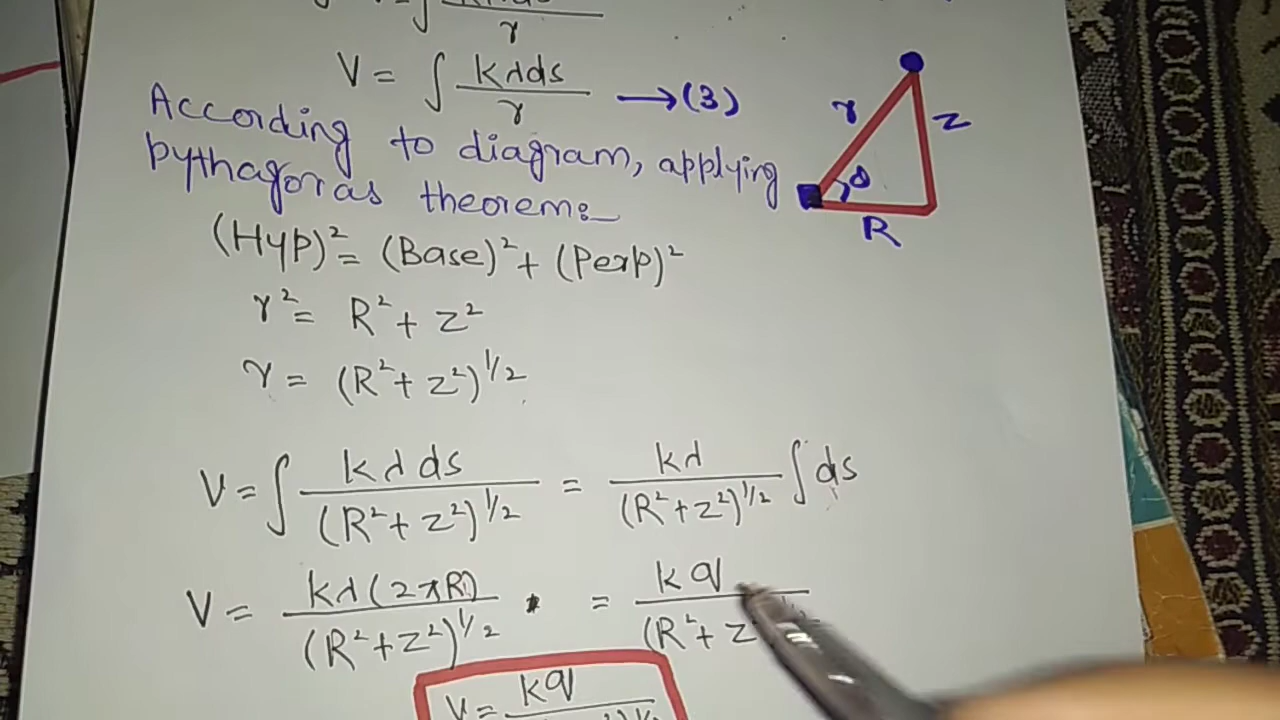 r
V = ∫ kλds / r → (3)
According to diagram, applying
pythagoras theorem:-
(Hyp)² = (Base)² + (Perp)²
r² = R² + z²
r = (R² + z²)^1/2
V = ∫ kλds / (R² + z²)^1/2 = kλ / (R² + z²)^1/2 ∫ds
V = kλ(2πR) / (R² + z²)^1/2 = kq / (R² + z
V = kq
r
z
θ
R